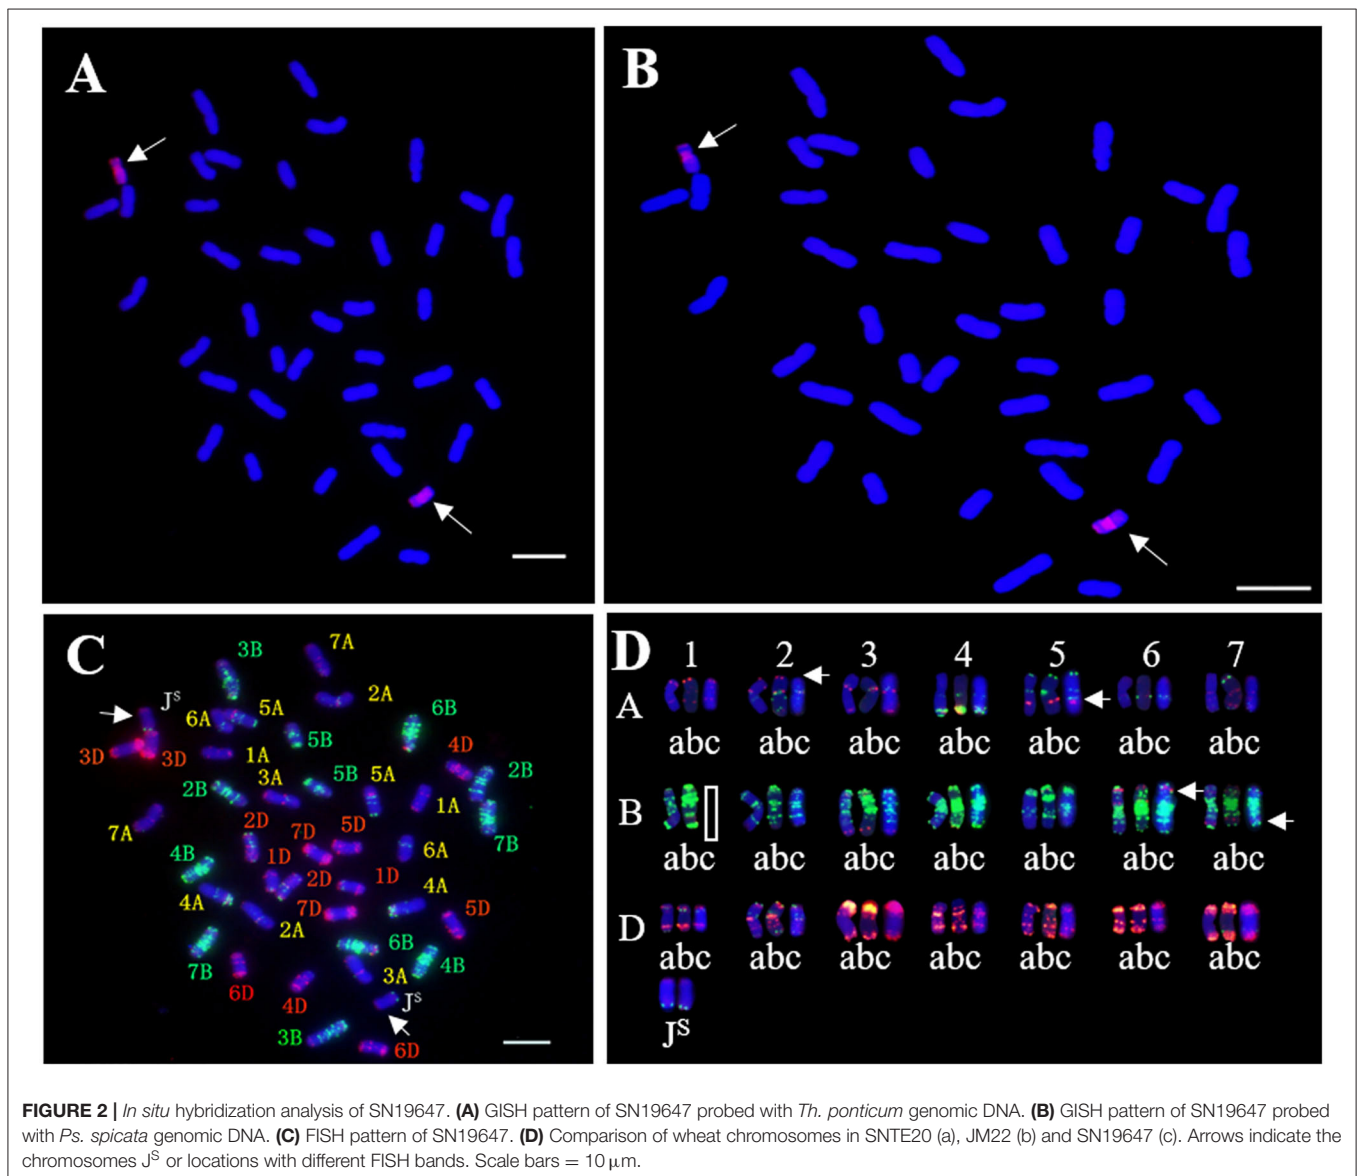 A
B
C
3B
7A
J^S
6A
5A
2A
5B
6B
3D
3D
1A
4D
3A
5B
5A
2B
2B
1A
7A
2D
7D
5D
7B
4B
1D
6A
2D
1D
4A
4A
7D
5D
2A
6B
7B
3A
4B
6D
4D
J^S
3B
6D
D
1 2 3 4 5 6 7
A
abc abc abc abc abc abc abc
B
abc abc abc abc abc abc abc
D
abc abc abc abc abc abc abc
J^S
FIGURE 2 | In situ hybridization analysis of SN19647. (A) GISH pattern of SN19647 probed with Th. ponticum genomic DNA. (B) GISH pattern of SN19647 probed
with Ps. spicata genomic DNA. (C) FISH pattern of SN19647. (D) Comparison of wheat chromosomes in SNTE20 (a), JM22 (b) and SN19647 (c). Arrows indicate the
chromosomes J^S or locations with different FISH bands. Scale bars = 10 μm.